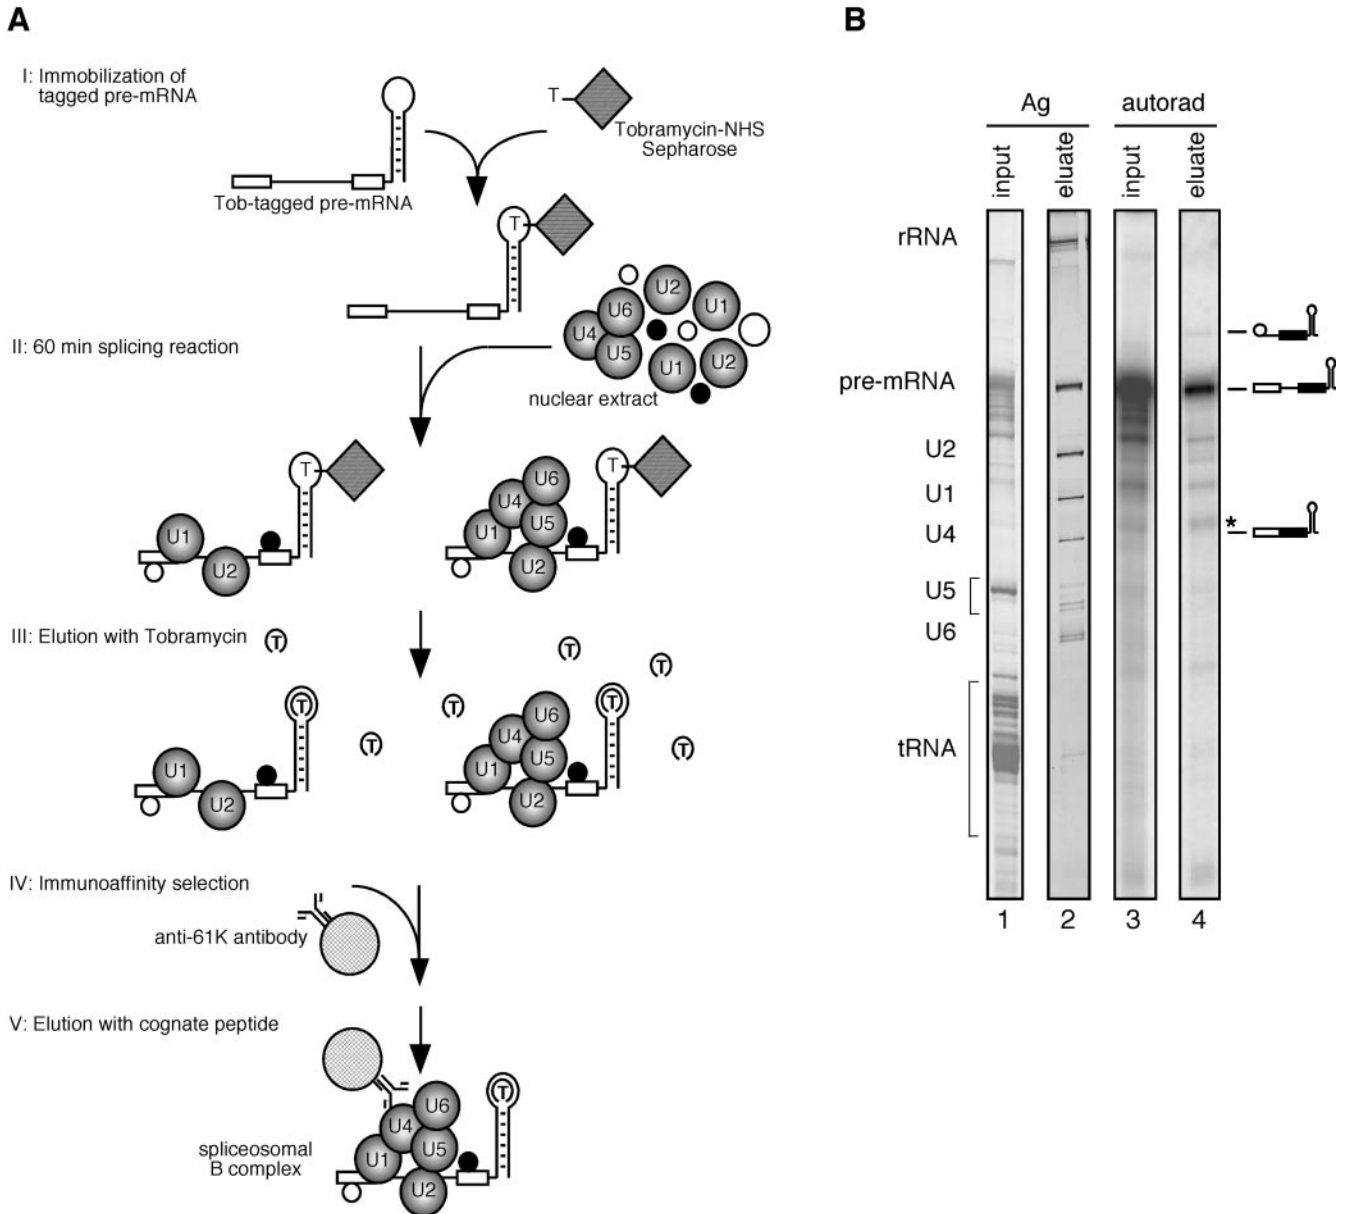 A
I: Immobilization of
tagged pre-mRNA
T
Tobramycin-NHS
Sepharose
Tob-tagged pre-mRNA
T
U2
U6
U1
U4
U5
U1
U2
II: 60 min splicing reaction
nuclear extract
T
T
U6
U4
U1
U1
U5
U2
U2
III: Elution with Tobramycin
T
T
T
T
T
T
T
T
U6
U4
U1
U1
U5
U2
U2
IV: Immunoaffinity selection
anti-61K antibody
V: Elution with cognate peptide
T
U6
U4
U5
U1
U2
spliceosomal
B complex
B
Ag
autorad
input
eluate
input
eluate
rRNA
pre-mRNA
U2
U1
U4
*
U5
U6
tRNA
1
2
3
4